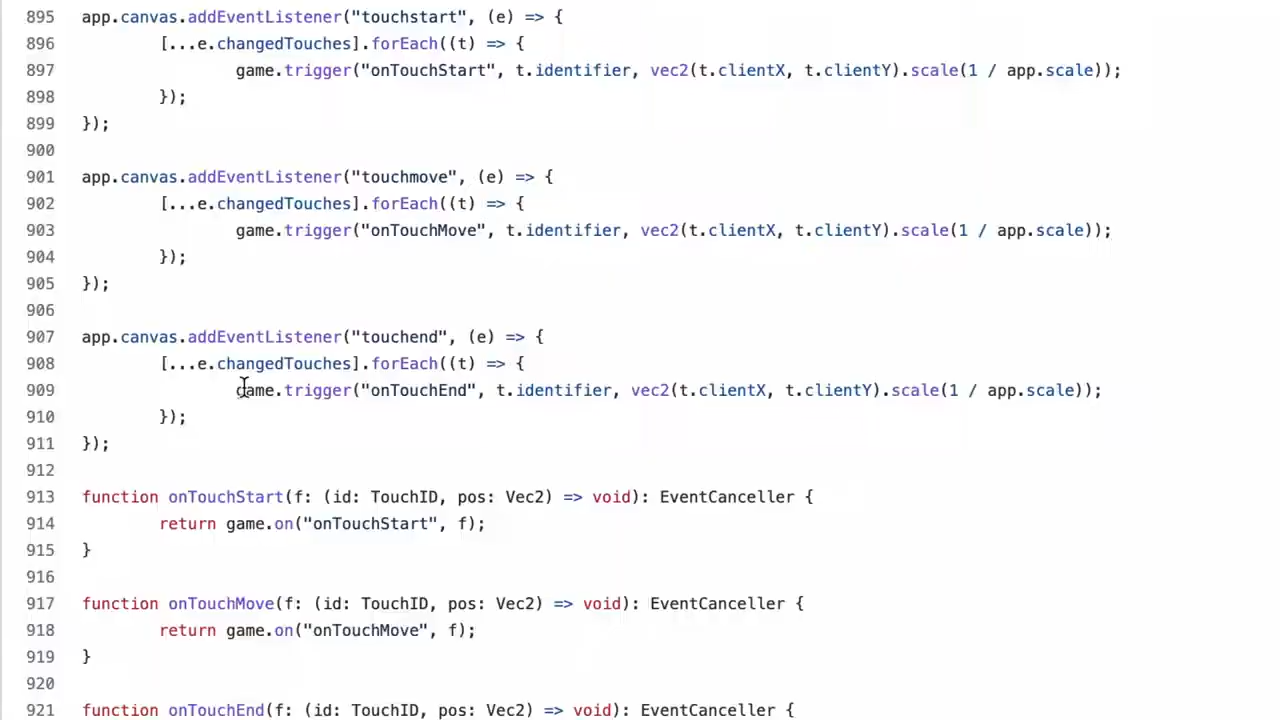 895 app.canvas.addEventListener("touchstart", (e) => {
896 [...e.changedTouches].forEach((t) => {
897 game.trigger("onTouchStart", t.identifier, vec2(t.clientX, t.clientY).scale(1 / app.scale));
898 });
899 });
900
901 app.canvas.addEventListener("touchmove", (e) => {
902 [...e.changedTouches].forEach((t) => {
903 game.trigger("onTouchMove", t.identifier, vec2(t.clientX, t.clientY).scale(1 / app.scale));
904 });
905 });
906
907 app.canvas.addEventListener("touchend", (e) => {
908 [...e.changedTouches].forEach((t) => {
909 game.trigger("onTouchEnd", t.identifier, vec2(t.clientX, t.clientY).scale(1 / app.scale));
910 });
911 });
912
913 function onTouchStart(f: (id: TouchID, pos: Vec2) => void): EventCanceller {
914 return game.on("onTouchStart", f);
915 }
916
917 function onTouchMove(f: (id: TouchID, pos: Vec2) => void): EventCanceller {
918 return game.on("onTouchMove", f);
919 }
920
921 function onTouchEnd(f: (id: TouchID, pos: Vec2) => void): EventCanceller {